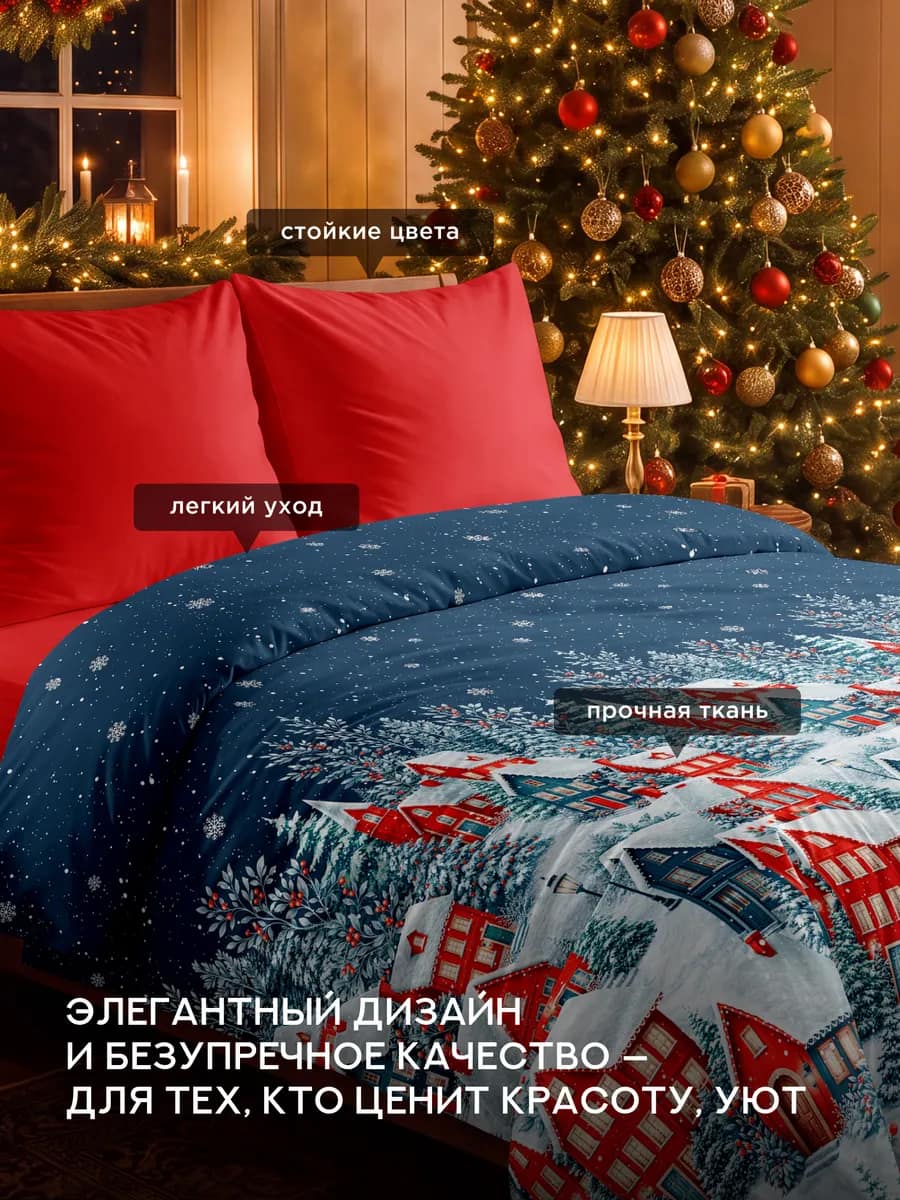 стойкие цвета
легкий уход
прочная ткань
ЭЛЕГАНТНЫЙ ДИЗАЙН
И БЕЗУПРЕЧНОЕ КАЧЕСТВО –
ДЛЯ ТЕХ, КТО ЦЕНИТ КРАСОТУ, УЮТ